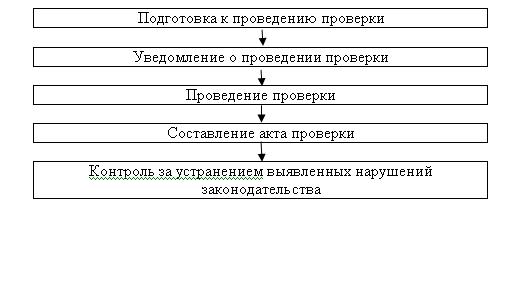 Подготовка к проведению проверки
Уведомление о проведении проверки
Проведение проверки
Составление акта проверки
Контроль за устранением выявленных нарушений
законодательства